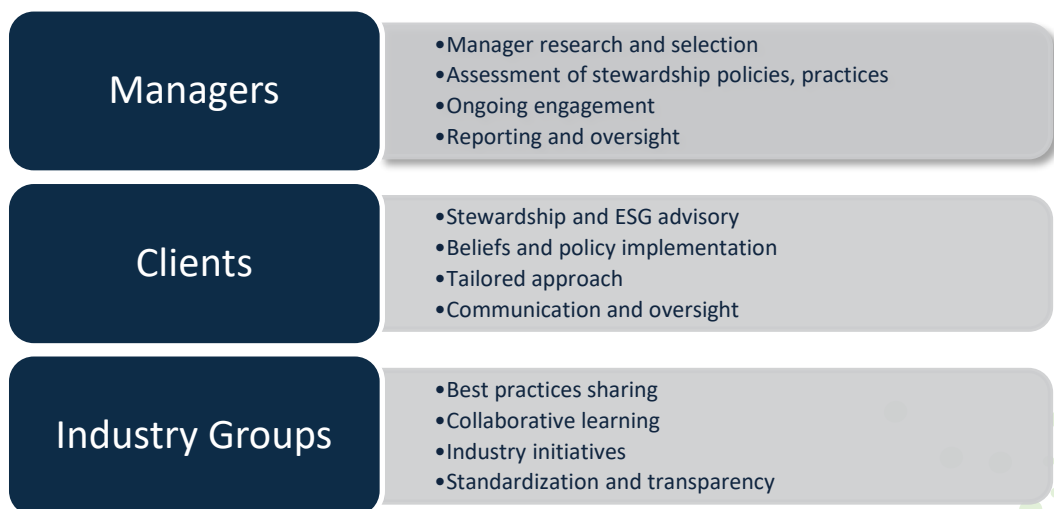 Managers
•Manager research and selection
•Assessment of stewardship policies, practices
•Ongoing engagement
•Reporting and oversight
Clients
•Stewardship and ESG advisory
•Beliefs and policy implementation
•Tailored approach
•Communication and oversight
Industry Groups
•Best practices sharing
•Collaborative learning
•Industry initiatives
•Standardization and transparency